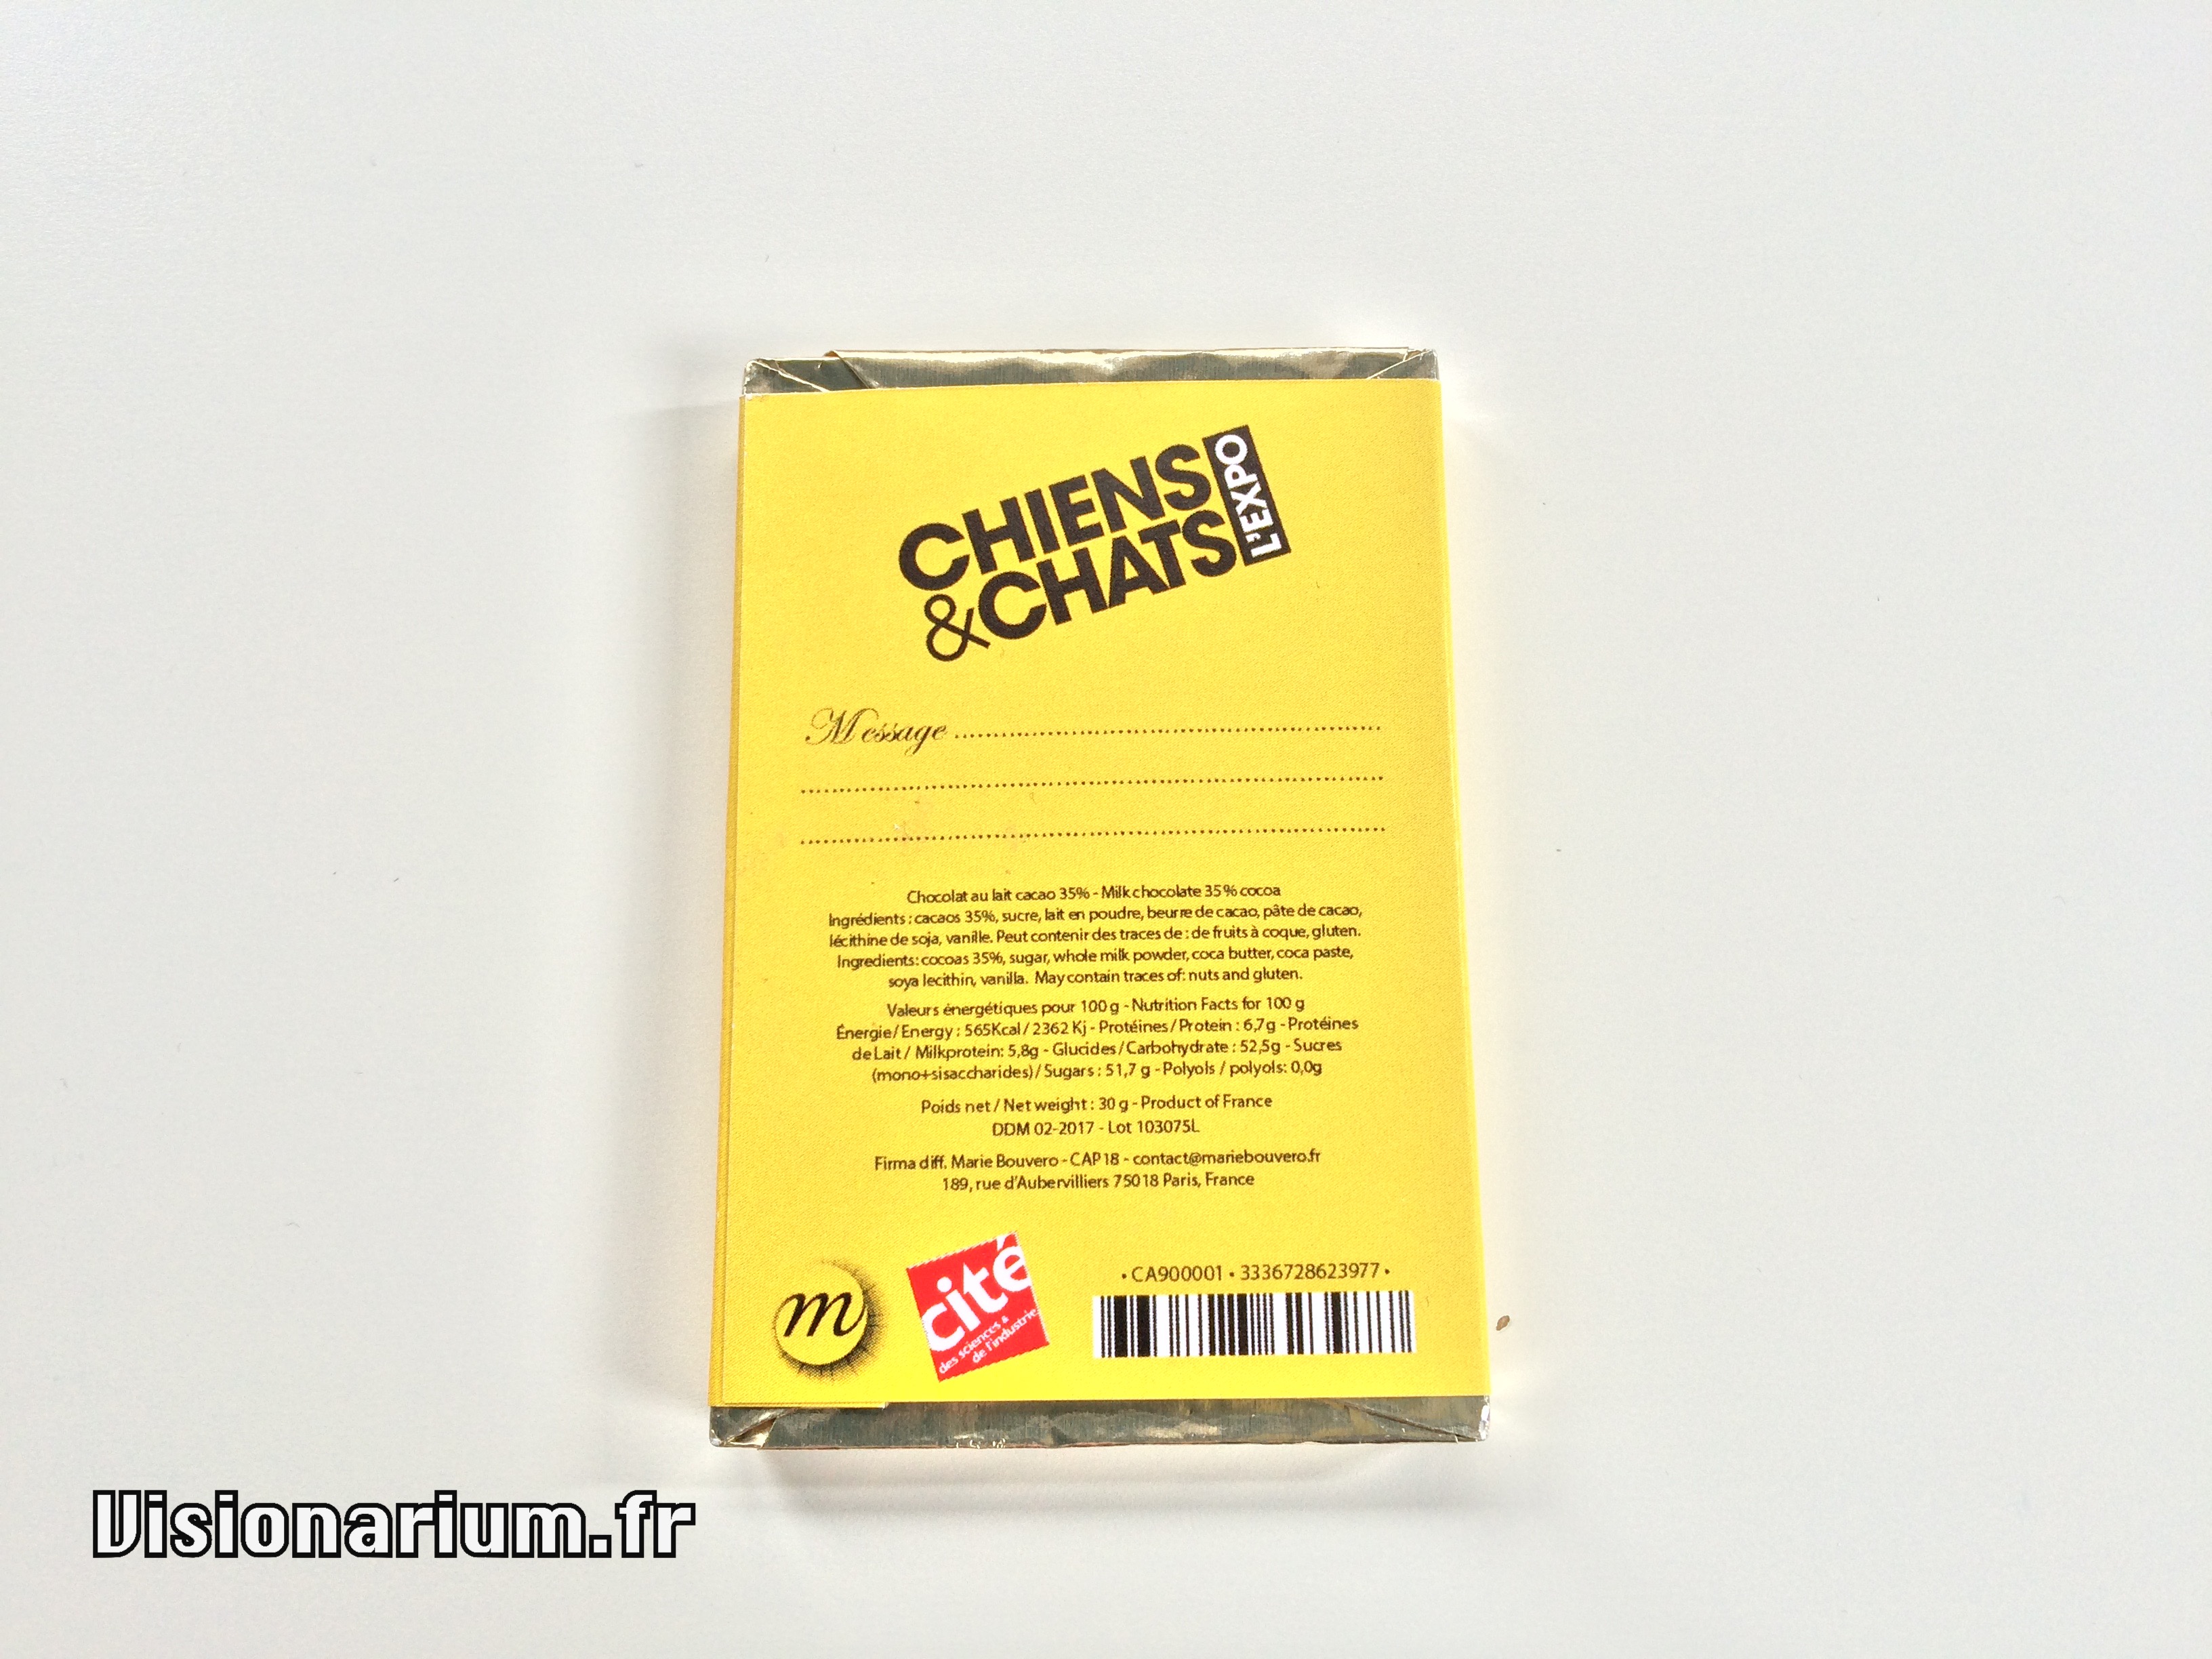 CHIENS
&CHATS
L'EXPO
Message ........................................
........................................
........................................
Chocolat au lait cacao 35% - Milk chocolate 35% cocoa
Ingrédients : cacaos 35%, sucre, lait en poudre, beurre de cacao, pâte de cacao,
lécithine de soja, vanille. Peut contenir des traces de : de fruits à coque, gluten.
Ingredients: cocoas 35%, sugar, whole milk powder, coca butter, coca paste,
soya lecithin, vanilla. May contain traces of: nuts and gluten.
Valeurs énergétiques pour 100 g - Nutrition Facts for 100 g
Énergie / Energy : 565Kcal / 2362 Kj - Protéines / Protein : 6,7g - Protéines
de Lait / Milkprotein: 5,8g - Glucides / Carbohydrate : 52,5g - Sucres
(mono+sisaccharides) / Sugars : 51,7 g - Polyols / polyols: 0,0g
Poids net / Net weight : 30 g - Product of France
DDM 02-2017 - Lot 103075L
Firma diff. Marie Bouvero - CAP 18 - contact@mariebouvero.fr
189, rue d'Aubervilliers 75018 Paris, France
m
cité
des sciences &
de l'industrie
• CA900001 • 3336728623977 •
Visionarium.fr